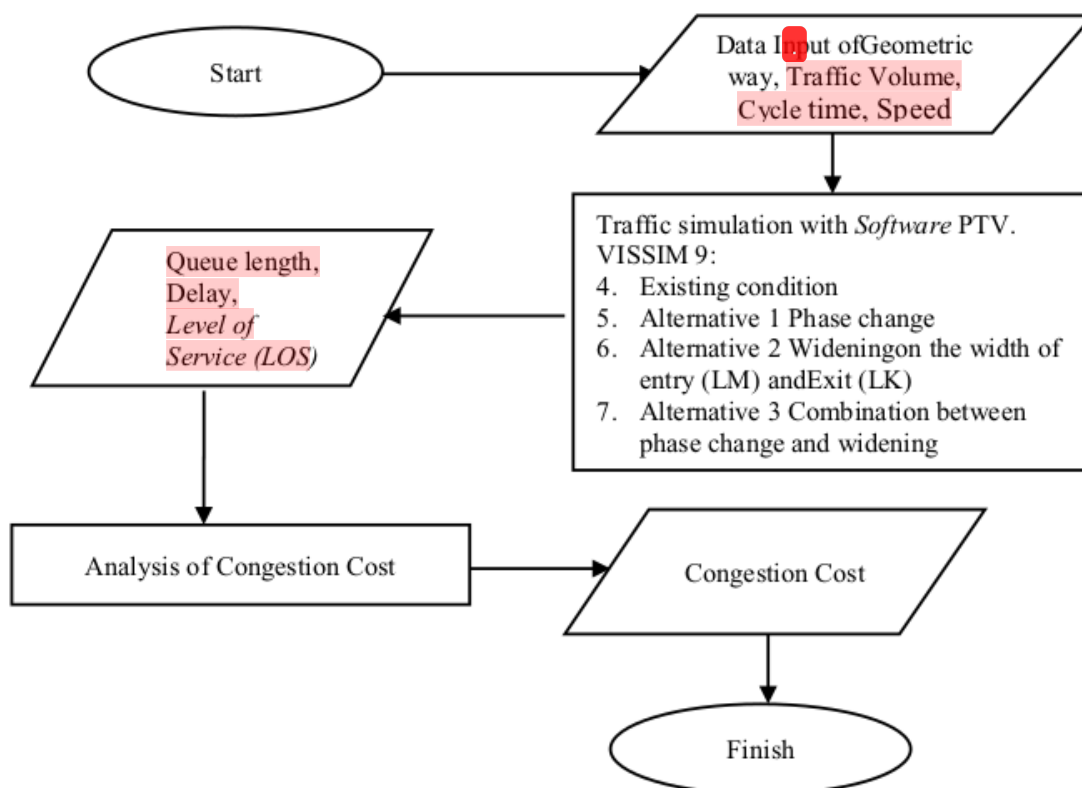 Start
Data Input ofGeometric
way, Traffic Volume,
Cycle time, Speed
Traffic simulation with Software PTV.
VISSIM 9:
4. Existing condition
5. Alternative 1 Phase change
6. Alternative 2 Wideningon the width of
entry (LM) andExit (LK)
7. Alternative 3 Combination between
phase change and widening
Queue length,
Delay,
Level of
Service (LOS)
Analysis of Congestion Cost
Congestion Cost
Finish